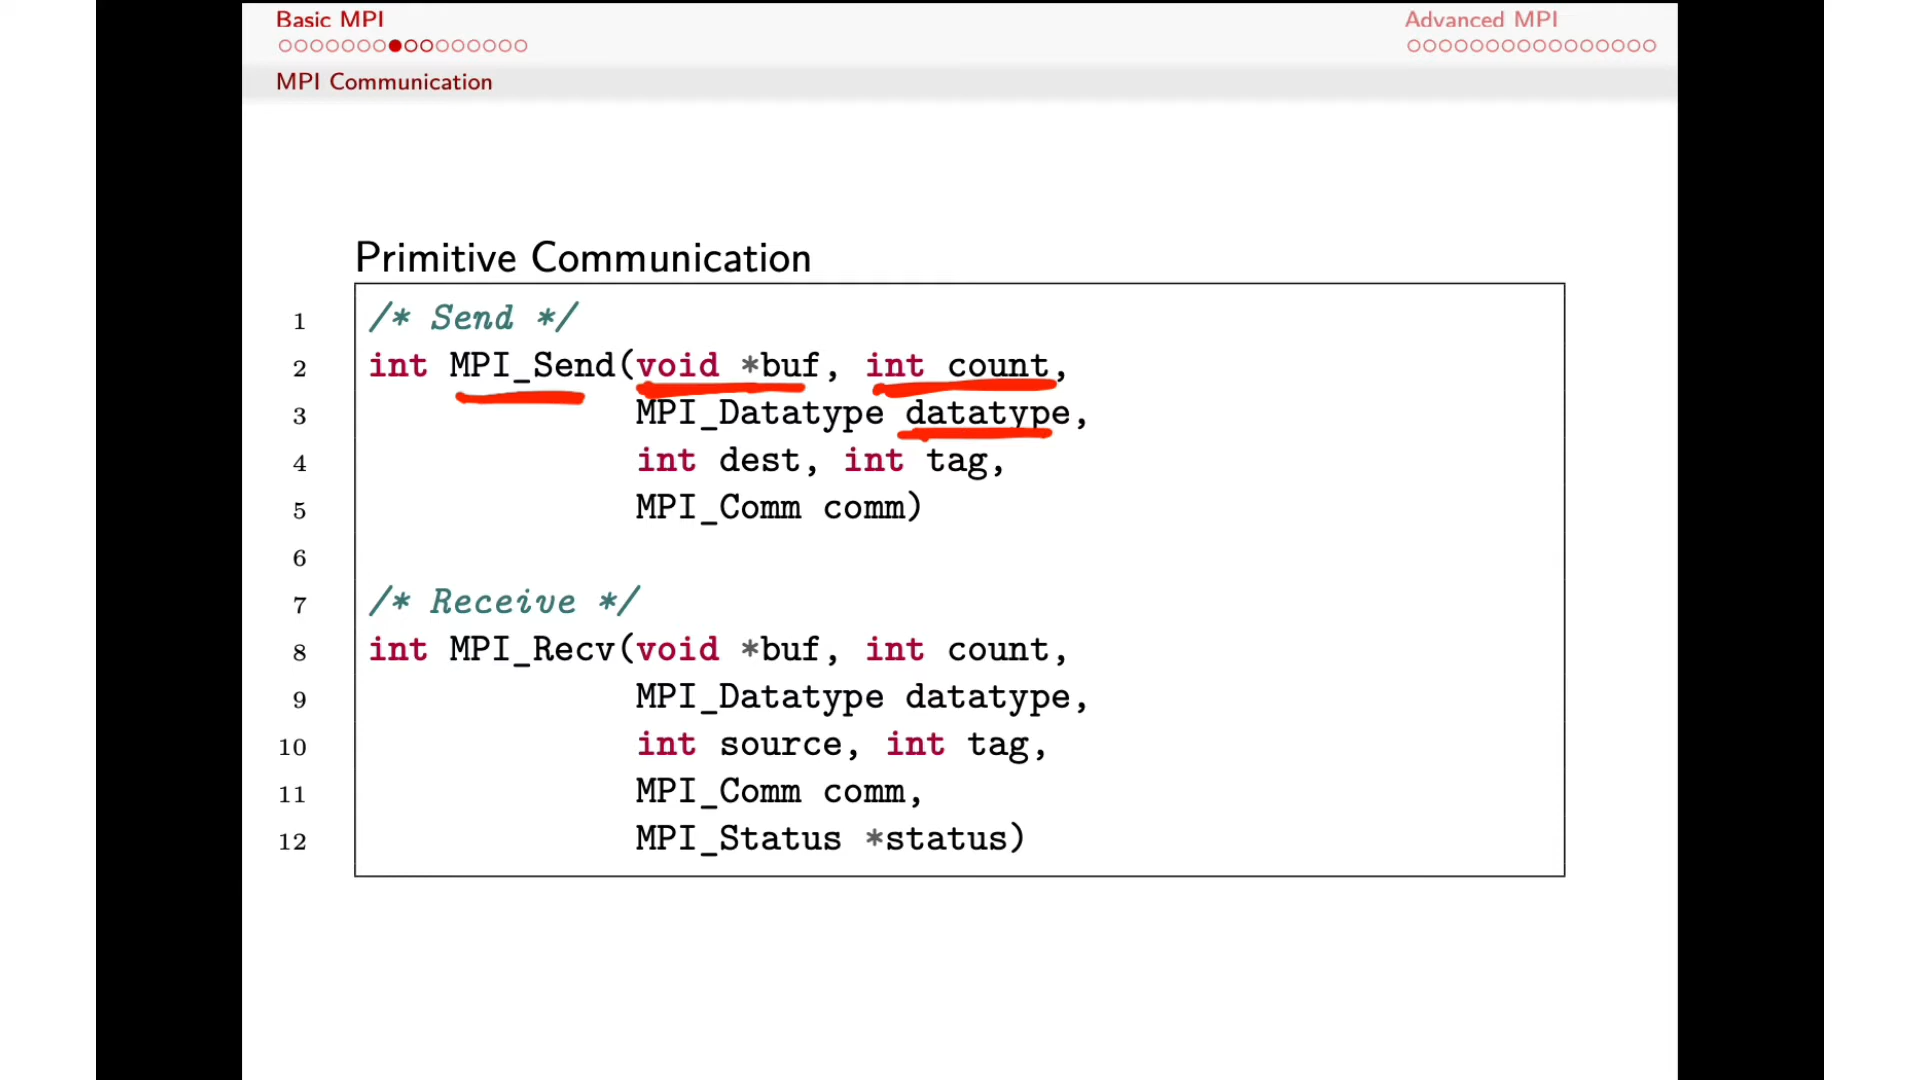 Basic MPI
Advanced MPI
MPI Communication
Primitive Communication
1 /* Send */
2 int MPI_Send(void *buf, int count,
3 MPI_Datatype datatype,
4 int dest, int tag,
5 MPI_Comm comm)
6
7 /* Receive */
8 int MPI_Recv(void *buf, int count,
9 MPI_Datatype datatype,
10 int source, int tag,
11 MPI_Comm comm,
12 MPI_Status *status)